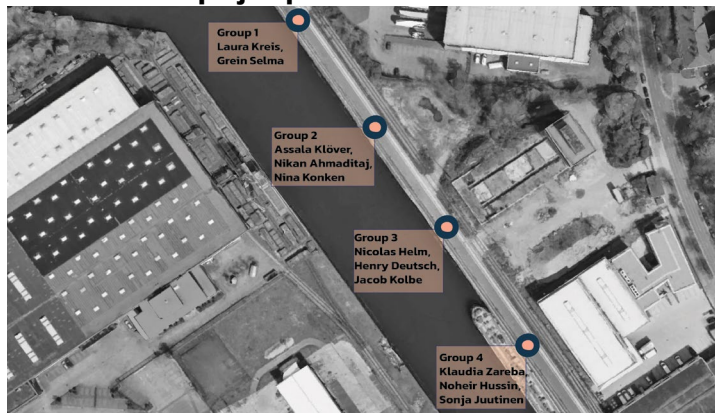 Group 1
Laura Kreis,
Grein Selma
Group 2
Assala Klöver,
Nikan Ahmaditaj,
Nina Konken
Group 3
Nicolas Helm,
Henry Deutsch,
Jacob Kolbe
Group 4
Klaudia Zareba,
Noheir Hussin,
Sonja Juutinen